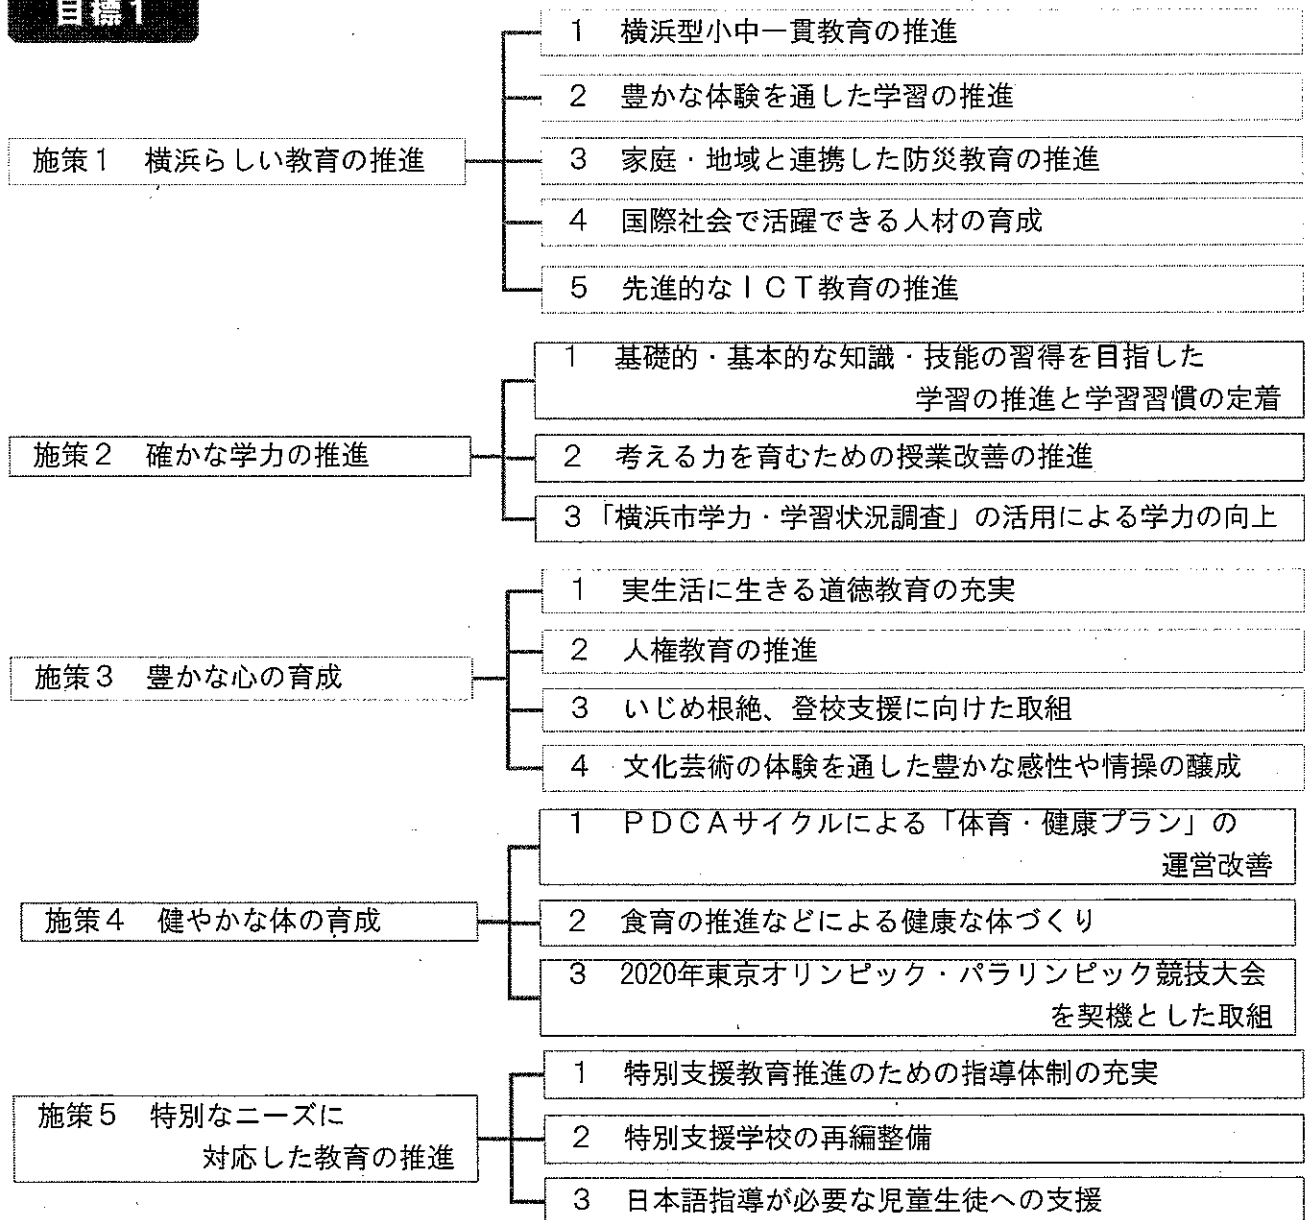 目標1
施策1　横浜らしい教育の推進
1　横浜型小中一貫教育の推進
2　豊かな体験を通した学習の推進
3　家庭・地域と連携した防災教育の推進
4　国際社会で活躍できる人材の育成
5　先進的なＩＣＴ教育の推進
施策2　確かな学力の推進
1　基礎的・基本的な知識・技能の習得を目指した
学習の推進と学習習慣の定着
2　考える力を育むための授業改善の推進
3「横浜市学力・学習状況調査」の活用による学力の向上
施策3　豊かな心の育成
1　実生活に生きる道徳教育の充実
2　人権教育の推進
3　いじめ根絶、登校支援に向けた取組
4　文化芸術の体験を通した豊かな感性や情操の醸成
施策4　健やかな体の育成
1　ＰＤＣＡサイクルによる「体育・健康プラン」の
運営改善
2　食育の推進などによる健康な体づくり
3　2020年東京オリンピック・パラリンピック競技大会
を契機とした取組
施策5　特別なニーズに
対応した教育の推進
1　特別支援教育推進のための指導体制の充実
2　特別支援学校の再編整備
3　日本語指導が必要な児童生徒への支援